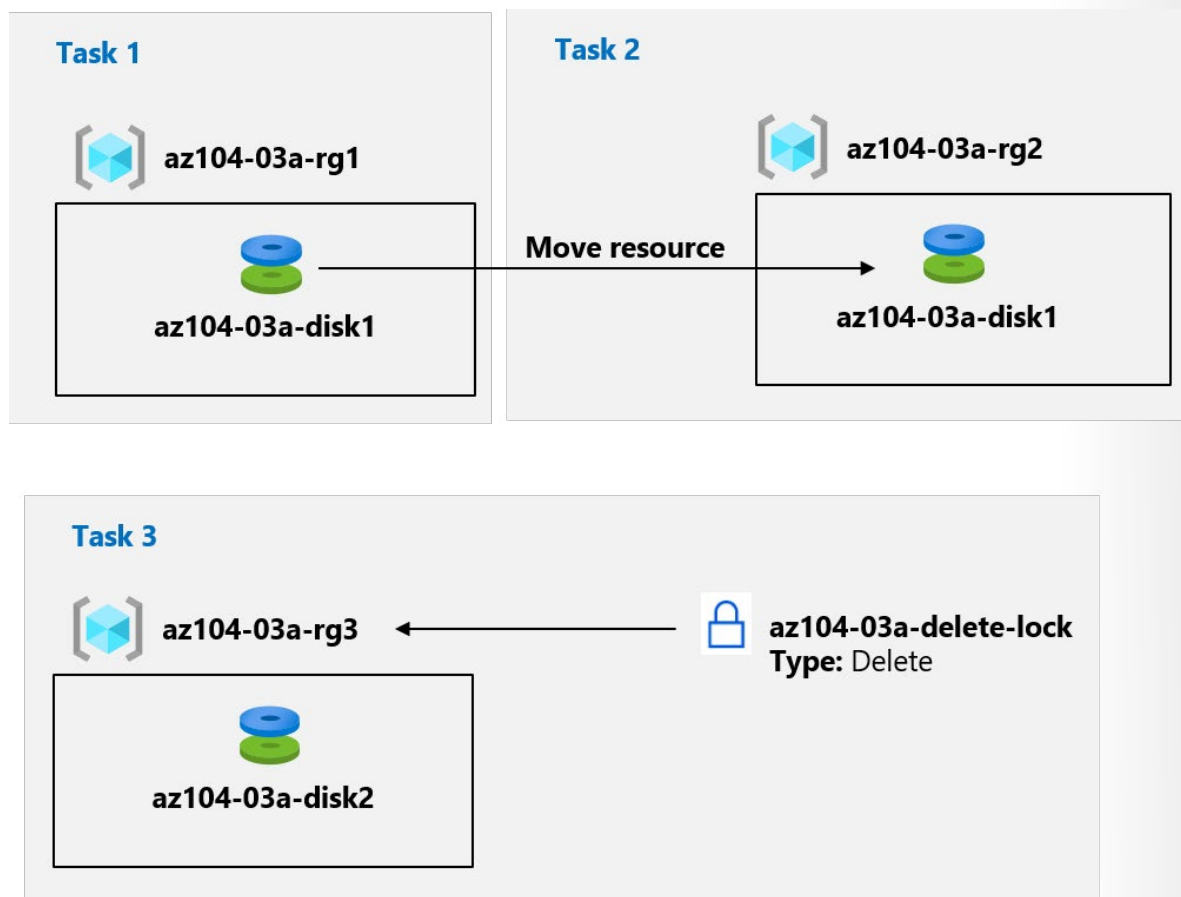 Task 1
az104-03a-rg1
az104-03a-disk1
Task 2
az104-03a-rg2
Move resource
az104-03a-disk1
Task 3
az104-03a-rg3
az104-03a-disk2
az104-03a-delete-lock
Type: Delete